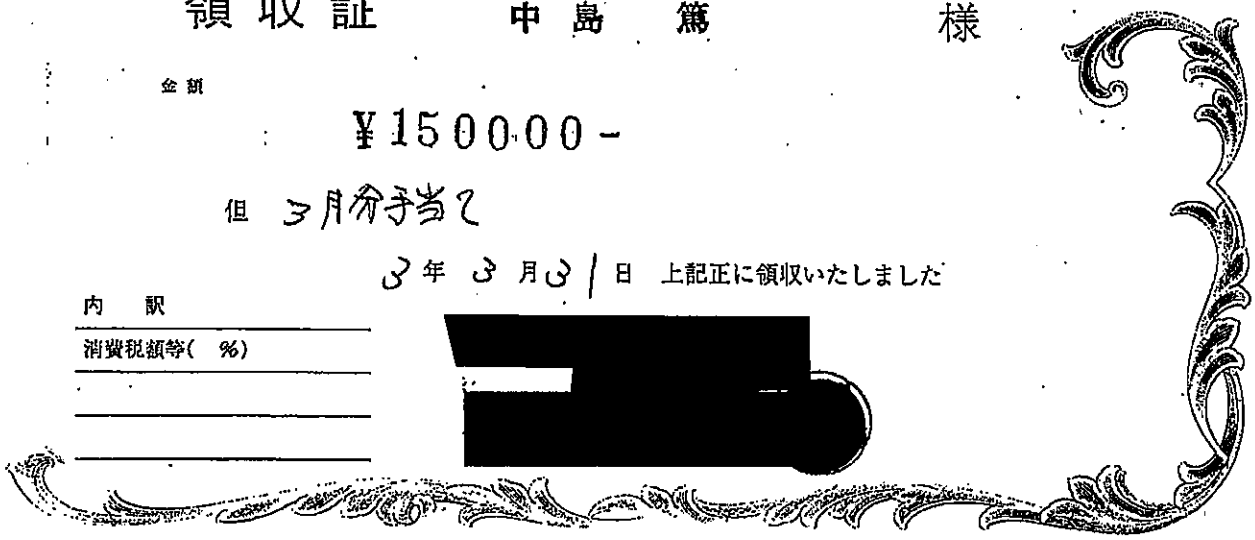 領収証 中島 篤 様
金額
¥150000-
但 3月分手当て
3年 3月31日 上記正に領収いたしました
内 訳
消費税額等( %)